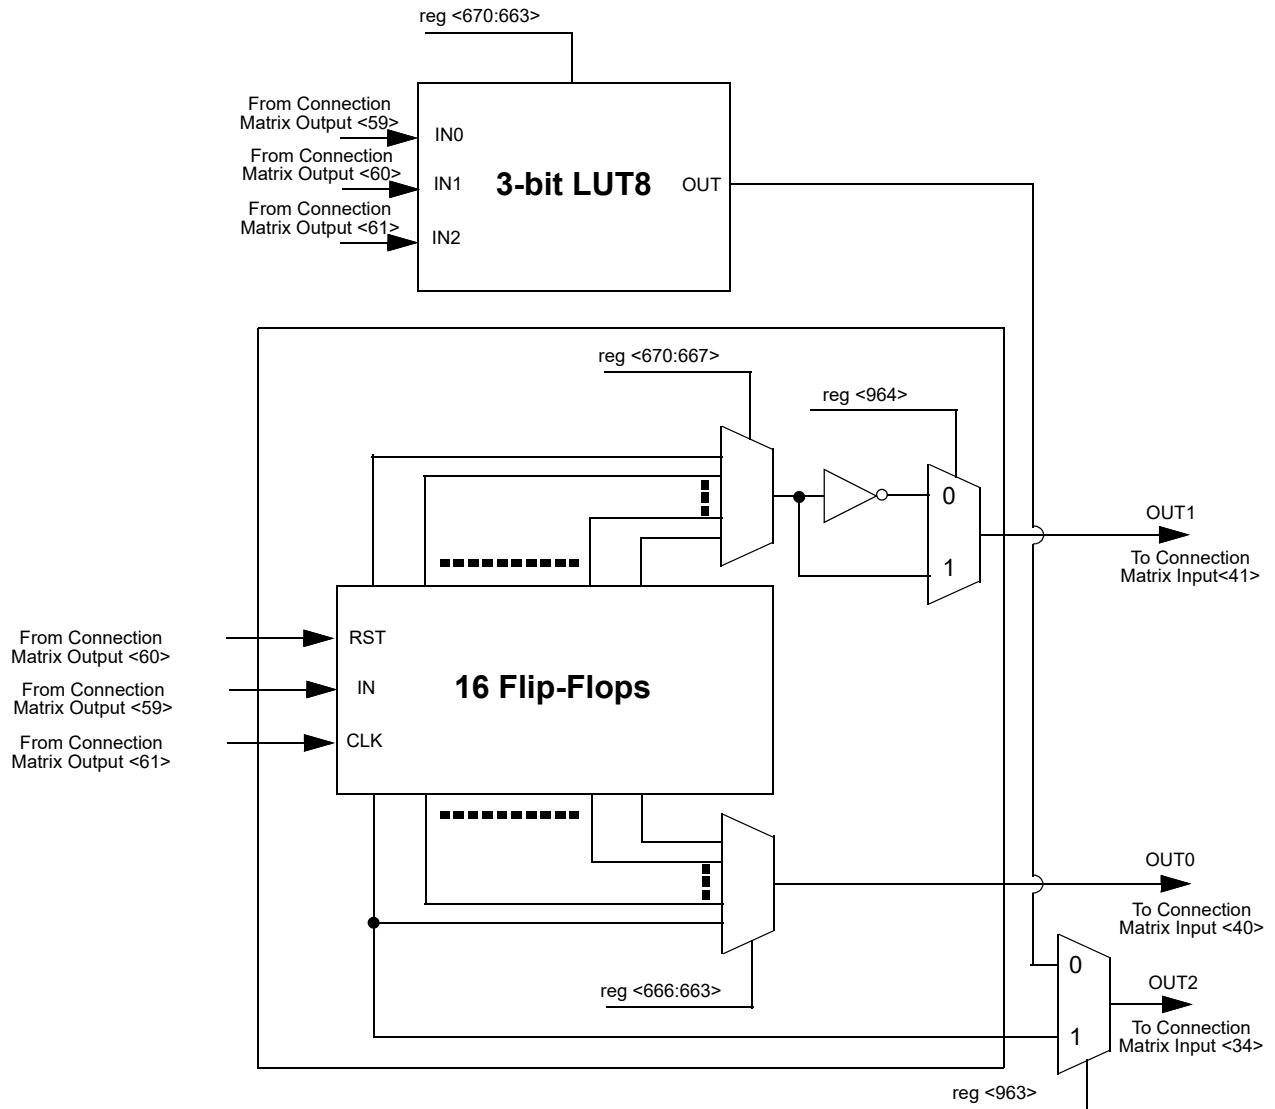 reg <670:663>
From Connection
Matrix Output <59>
IN0
From Connection
Matrix Output <60>
IN1
3-bit LUT8
OUT
From Connection
Matrix Output <61>
IN2
reg <670:667>
reg <964>
0
OUT1
1
To Connection
Matrix Input<41>
From Connection
Matrix Output <60>
RST
From Connection
Matrix Output <59>
IN
16 Flip-Flops
From Connection
Matrix Output <61>
CLK
OUT0
To Connection
Matrix Input <40>
reg <666:663>
0
OUT2
1
To Connection
Matrix Input <34>
reg <963>